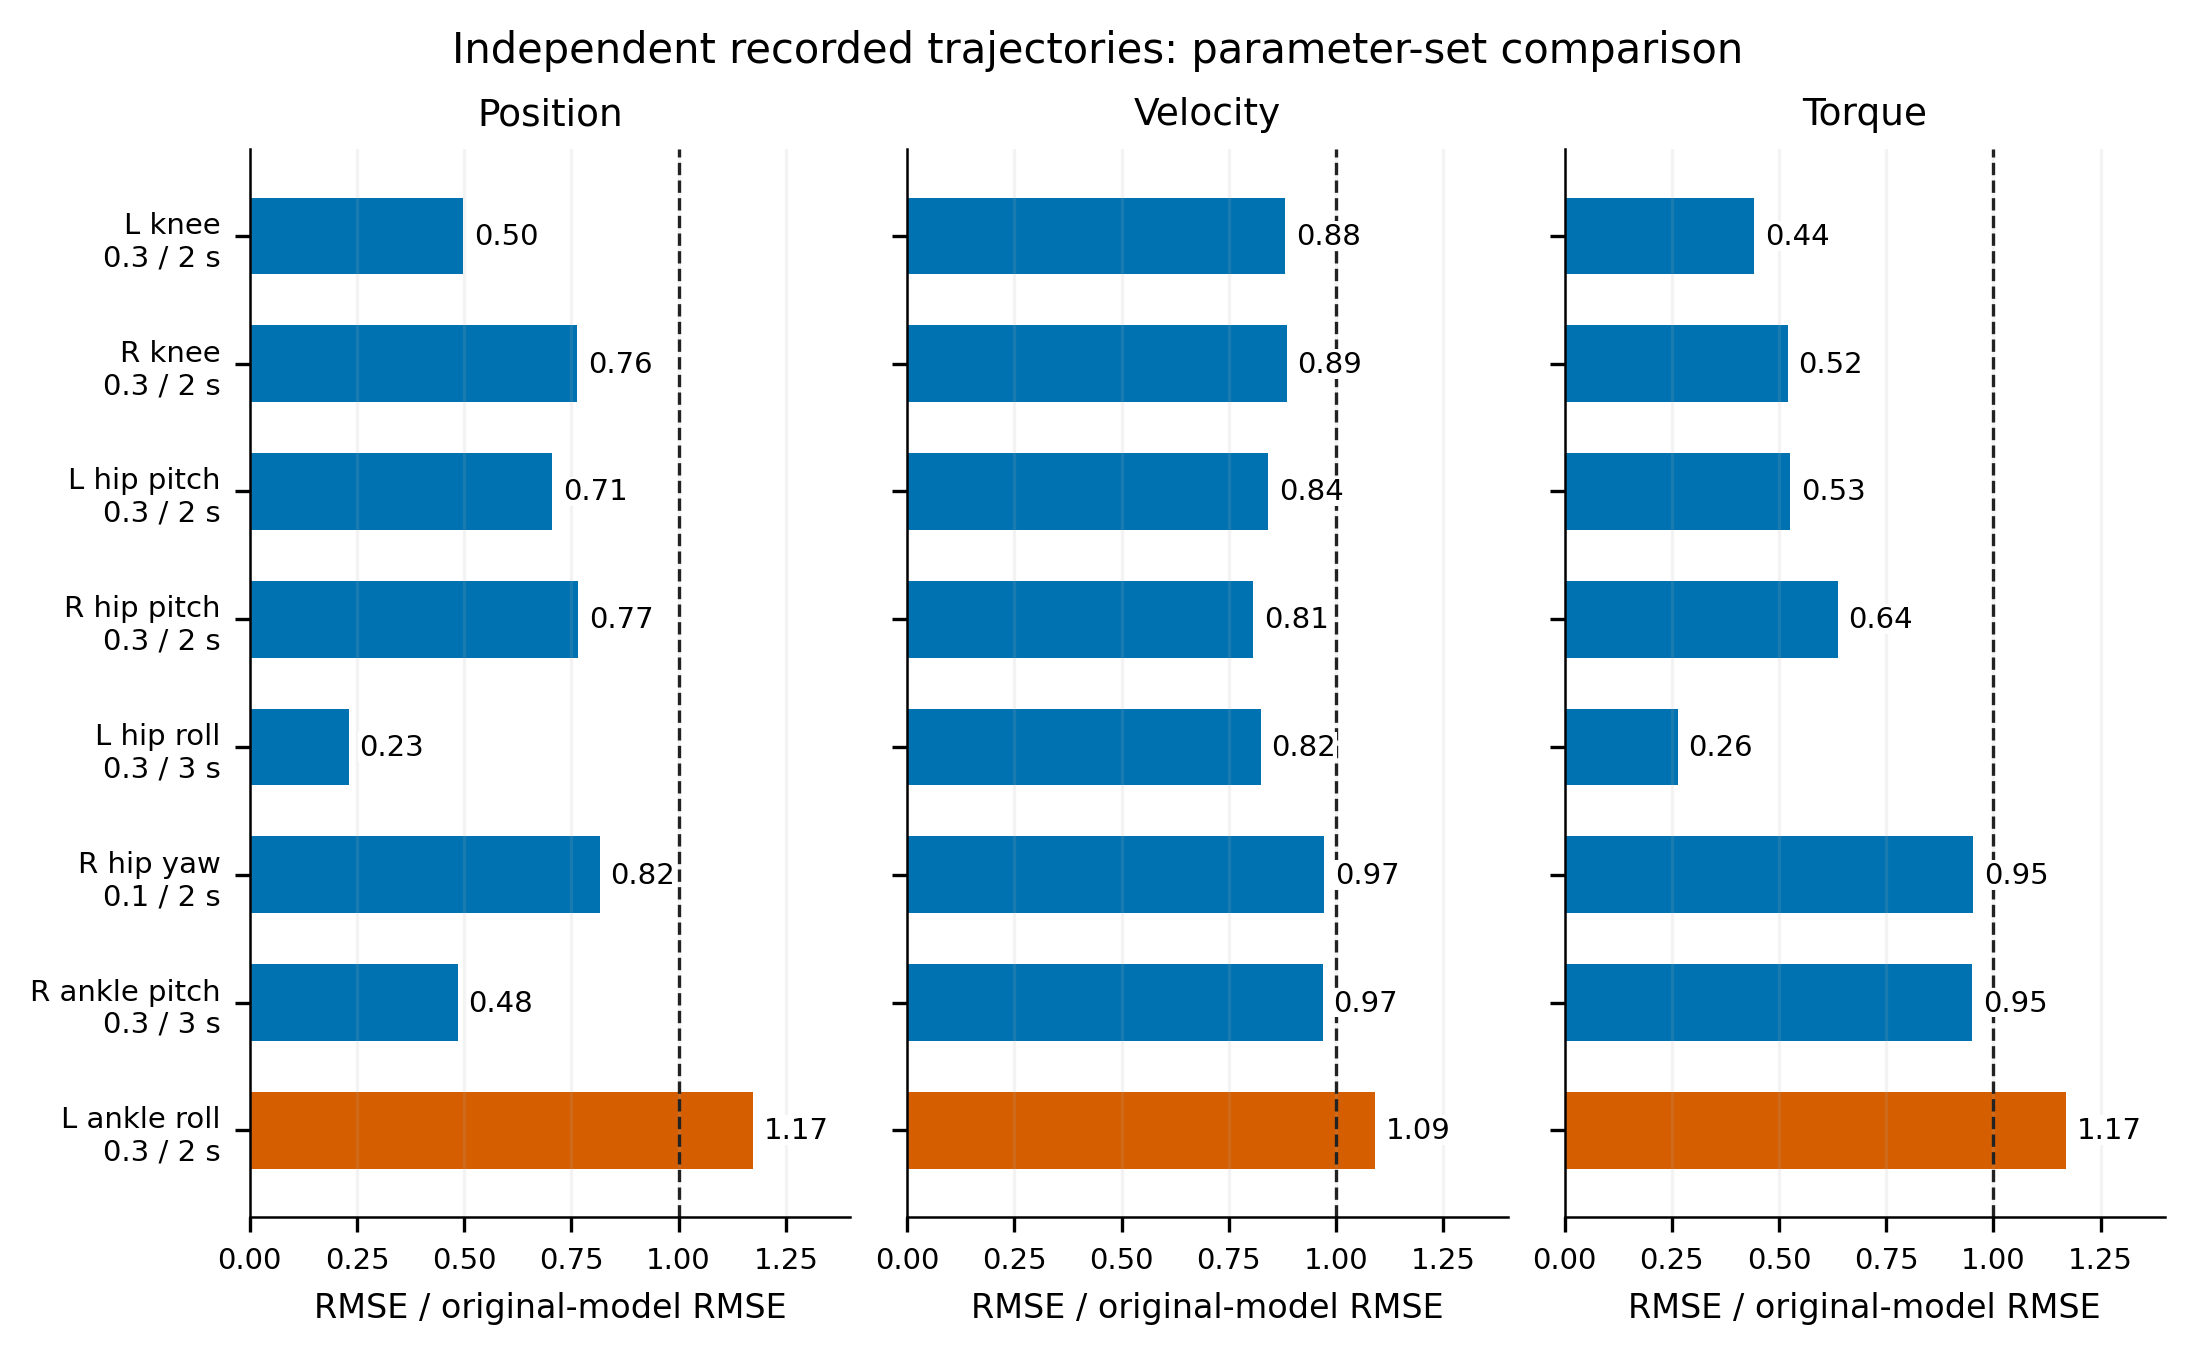 Independent recorded trajectories: parameter-set comparison
Position
Velocity
Torque
L knee
0.3 / 2 s
0.50
0.88
0.44
R knee
0.3 / 2 s
0.76
0.89
0.52
L hip pitch
0.3 / 2 s
0.71
0.84
0.53
R hip pitch
0.3 / 2 s
0.77
0.81
0.64
L hip roll
0.3 / 3 s
0.23
0.82
0.26
R hip yaw
0.1 / 2 s
0.82
0.97
0.95
R ankle pitch
0.3 / 3 s
0.48
0.97
0.95
L ankle roll
0.3 / 2 s
1.17
1.09
1.17
0.00 0.25 0.50 0.75 1.00 1.25
0.00 0.25 0.50 0.75 1.00 1.25
0.00 0.25 0.50 0.75 1.00 1.25
RMSE / original-model RMSE
RMSE / original-model RMSE
RMSE / original-model RMSE